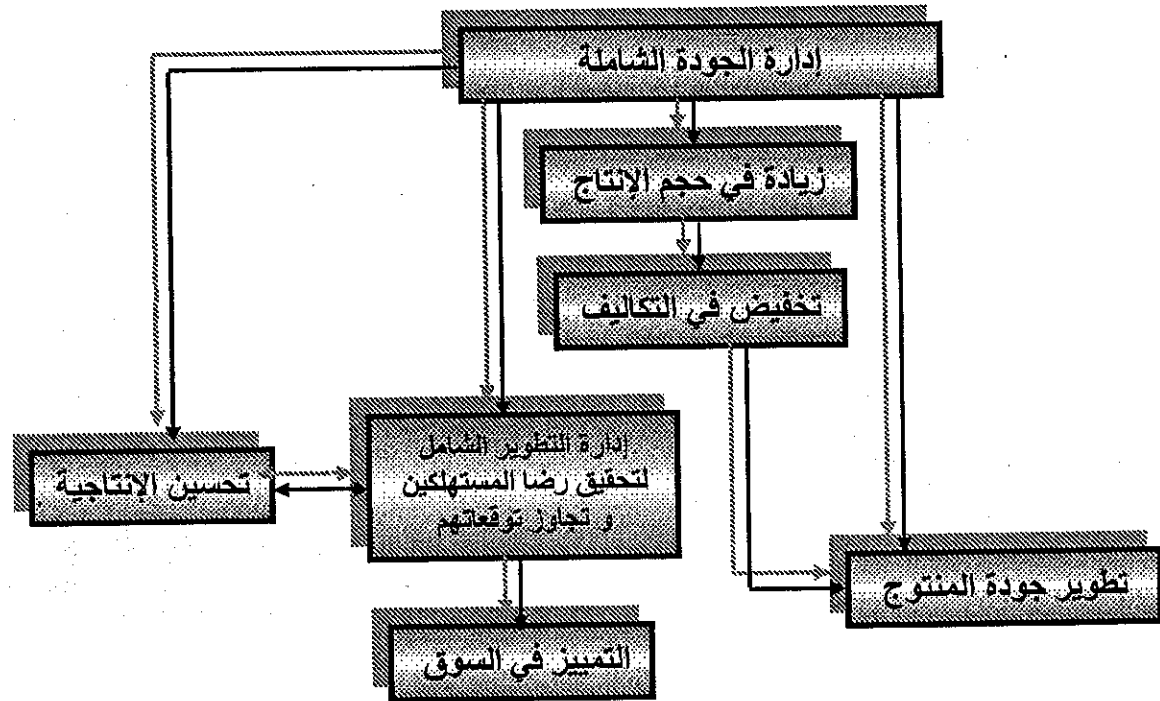 إدارة الجودة الشاملة
زيادة في حجم الإنتاج
تخفيض في التكاليف
إدارة التطوير الشامل
لتحقيق رضا المستهلكين
و تجاوز توقعاتهم
تحسين الإنتاجية
تطوير جودة المنتوج
التمييز في السوق